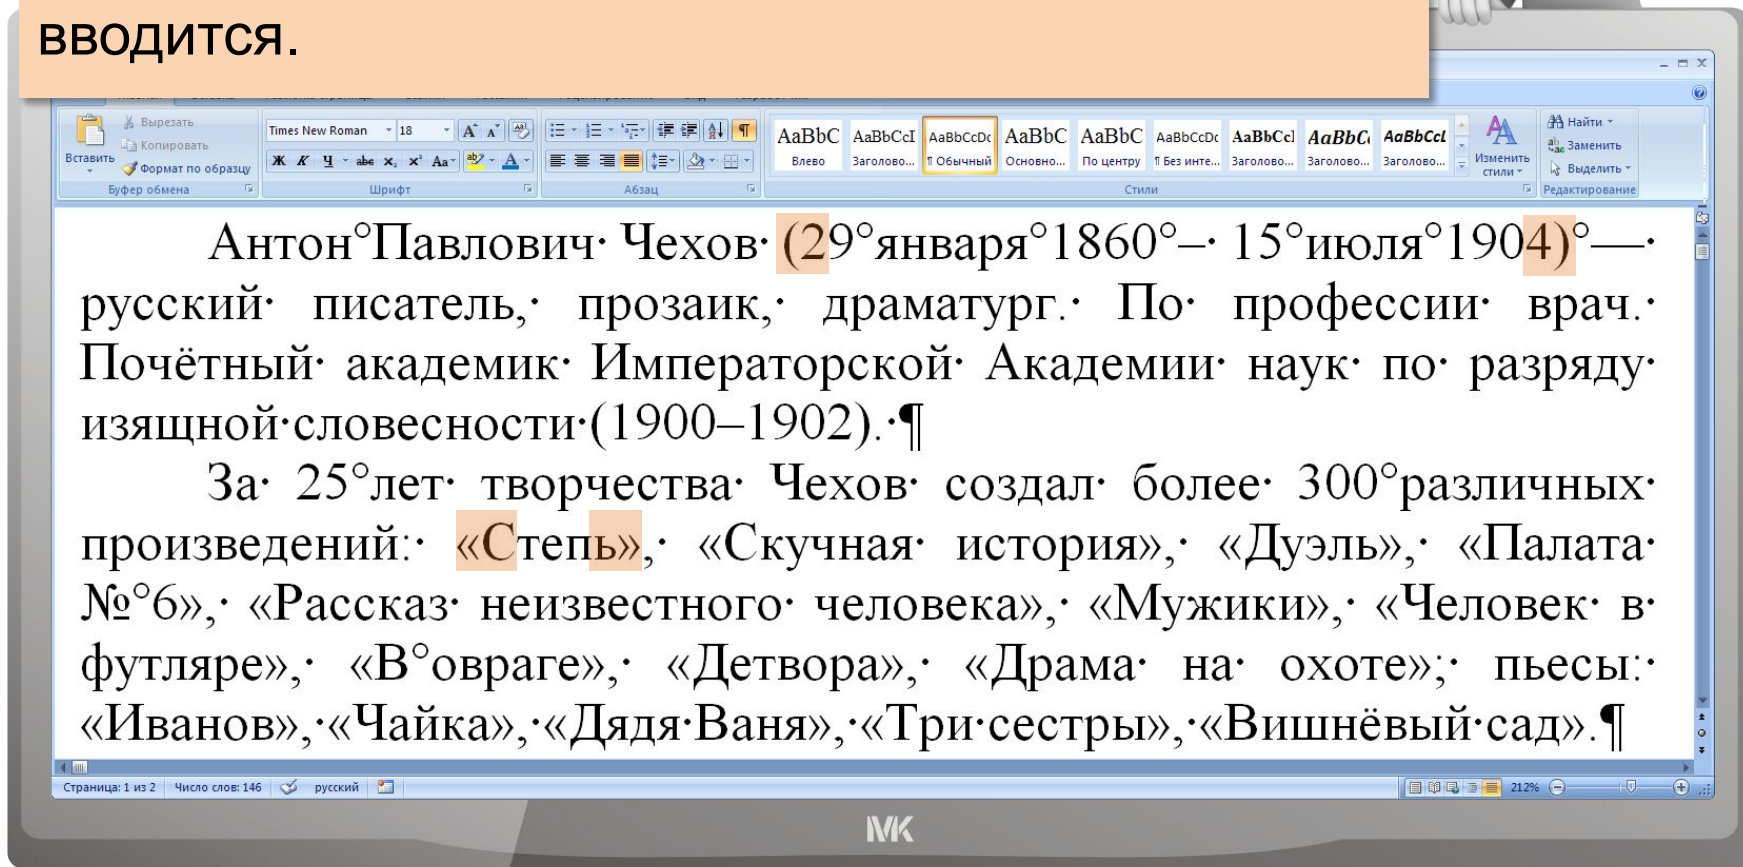 вводится.
Вырезать
Копировать
Вставить
Формат по образцу
Буфер обмена
Times New Roman 18
Ж К Ч abc x₂ x² Aa
Шрифт
Абзац
AaBbC AaBbCcI AaBbCcDc AaBbC AaBbC AaBbCcDc AaBbCcI AaBbCc AaBbCcL
Влево Заголово... ¶ Обычный Основно... По центру ¶ Без инте... Заголово... Заголово... Заголово...
Стили
Изменить стили
Найти
Заменить
Выделить
Редактирование
Антон°Павлович· Чехов· (29°января°1860°–· 15°июля°1904)°—·
русский· писатель,· прозаик,· драматург.· По· профессии· врач.·
Почётный· академик· Императорской· Академии· наук· по· разряду·
изящной·словесности·(1900–1902).·¶
За· 25°лет· творчества· Чехов· создал· более· 300°различных·
произведений:· «Степь»,· «Скучная· история»,· «Дуэль»,· «Палата·
№°6»,· «Рассказ· неизвестного· человека»,· «Мужики»,· «Человек· в·
футляре»,· «В°овраге»,· «Детвора»,· «Драма· на· охоте»;· пьесы:·
«Иванов»,·«Чайка»,·«Дядя·Ваня»,·«Три·сестры»,·«Вишнёвый·сад».¶
Страница: 1 из 2 Число слов: 146 русский 212%
MK